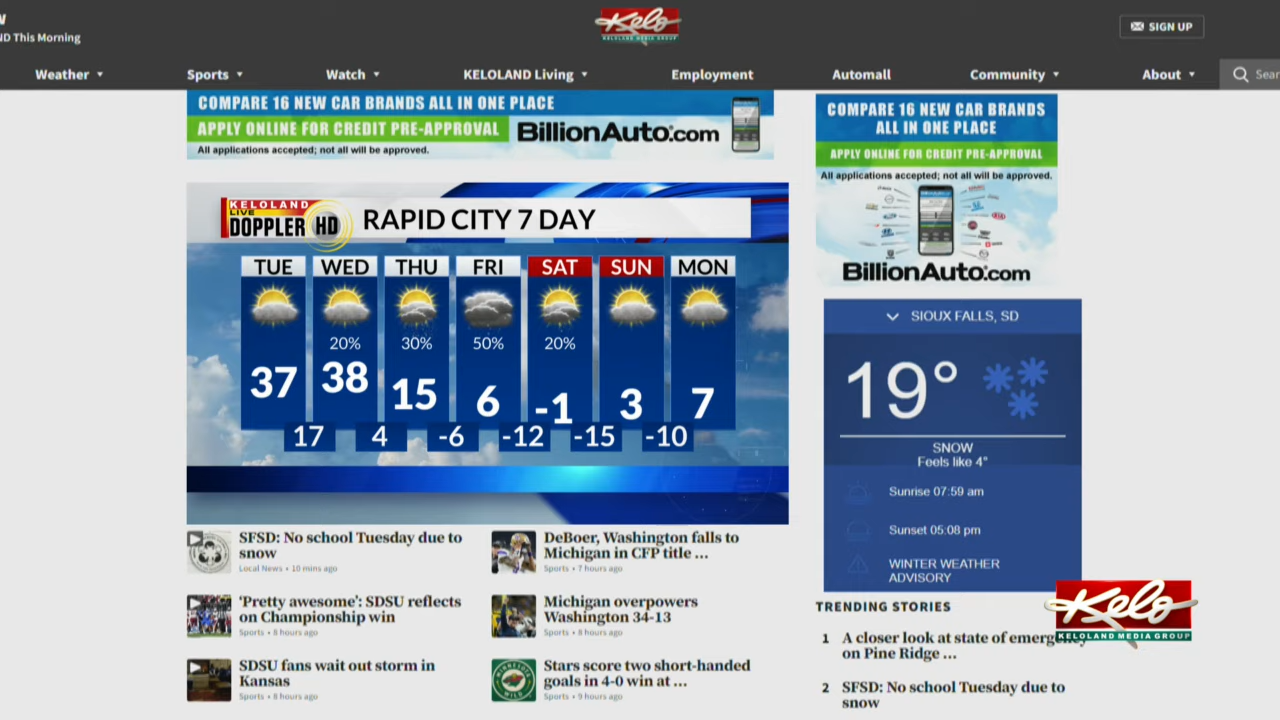 W
ND This Morning
Kelo
KELOLAND MEDIA GROUP
SIGN UP
Weather
Sports
Watch
KELOLAND Living
Employment
Automall
Community
About
Sear
COMPARE 16 NEW CAR BRANDS ALL IN ONE PLACE
APPLY ONLINE FOR CREDIT PRE-APPROVAL
BillionAuto.com
All applications accepted; not all will be approved.
COMPARE 16 NEW CAR BRANDS
ALL IN ONE PLACE
APPLY ONLINE FOR CREDIT PRE-APPROVAL
All applications accepted; not all will be approved.
BillionAuto.com
KELOLAND
LIVE
DOPPLER HD
RAPID CITY 7 DAY
TUE WED THU FRI SAT SUN MON
20% 30% 50% 20%
37 38 15 6 -1 3 7
17 4 -6 -12 -15 -10
SIOUX FALLS, SD
19°
SNOW
Feels like 4°
Sunrise 07:59 am
Sunset 05:08 pm
WINTER WEATHER
ADVISORY
SFSD: No school Tuesday due to
snow
Local News • 10 mins ago
DeBoer, Washington falls to
Michigan in CFP title ...
Sports • 7 hours ago
'Pretty awesome': SDSU reflects
on Championship win
Sports • 8 hours ago
Michigan overpowers
Washington 34-13
Sports • 8 hours ago
SDSU fans wait out storm in
Kansas
Sports • 8 hours ago
Stars score two short-handed
goals in 4-0 win at ...
Sports • 9 hours ago
TRENDING STORIES
1 A closer look at state of emergency
on Pine Ridge ...
2 SFSD: No school Tuesday due to
snow
Kelo
KELOLAND MEDIA GROUP